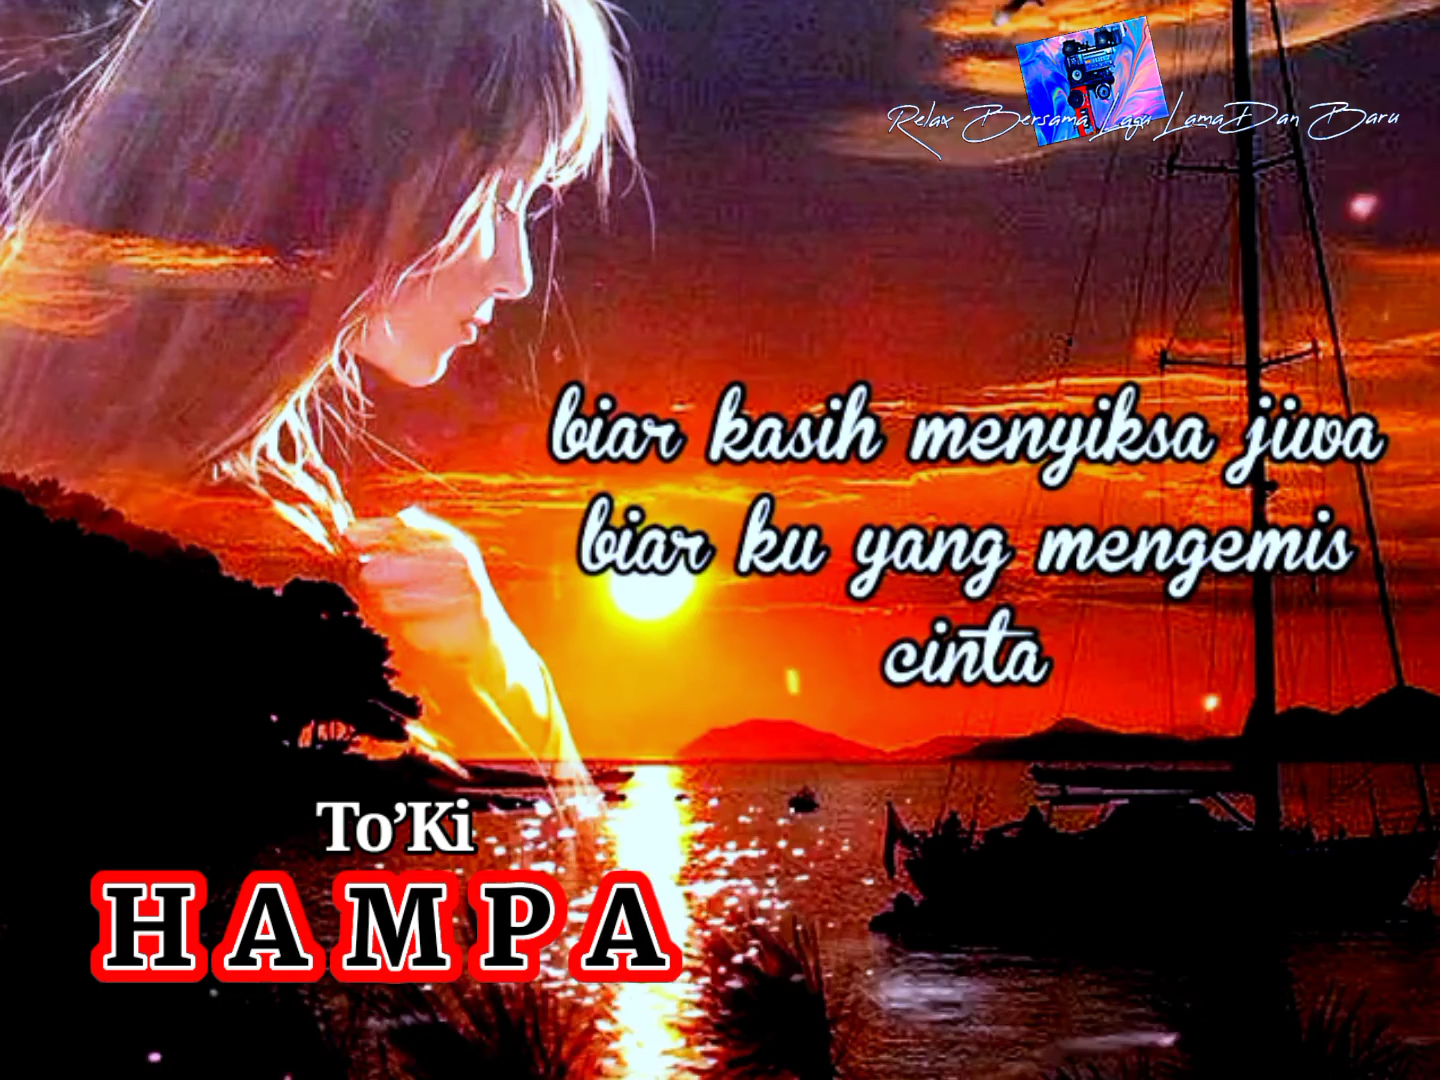 Relax Bersama Lagu Lama Dan Baru
biar kasih menyiksa jiwa
biar ku yang mengemis
cinta
To'Ki
HAMPA